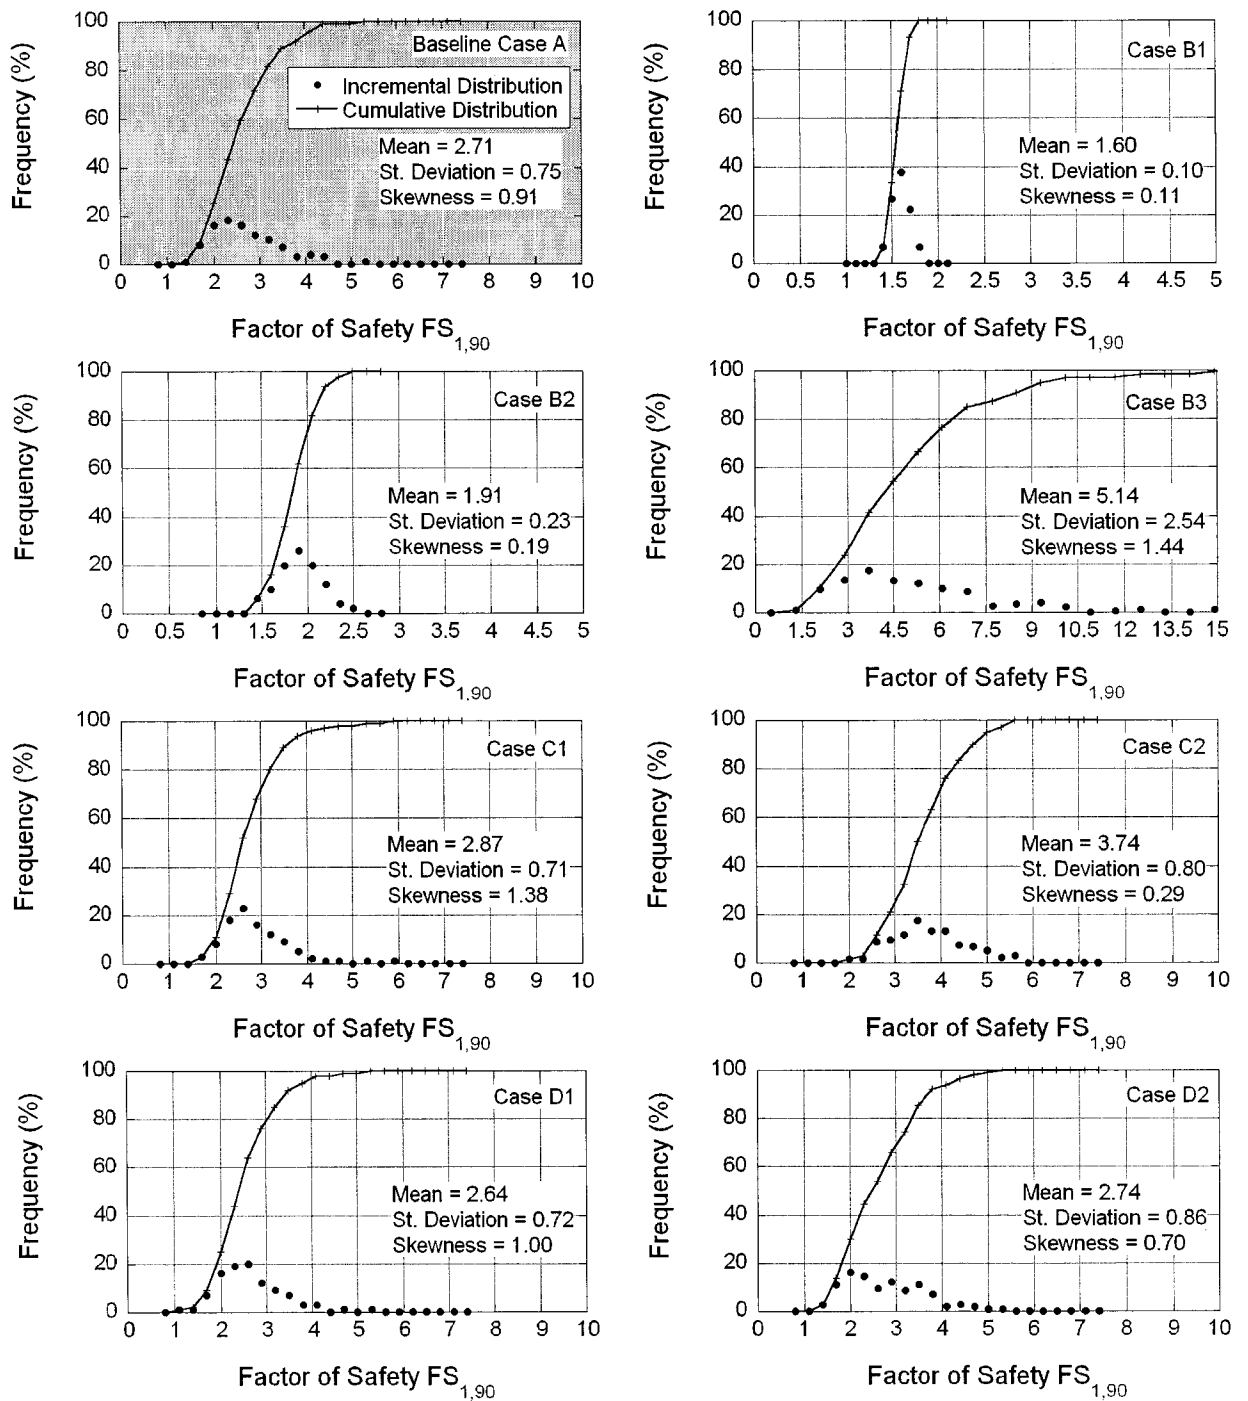 Frequency (%)
100
80
60
40
20
0
Baseline Case A
Incremental Distribution
Cumulative Distribution
Mean = 2.71
St. Deviation = 0.75
Skewness = 0.91
0 1 2 3 4 5 6 7 8 9 10
Factor of Safety FS1,90
Frequency (%)
100
80
60
40
20
0
Case B1
Mean = 1.60
St. Deviation = 0.10
Skewness = 0.11
0 0.5 1 1.5 2 2.5 3 3.5 4 4.5 5
Factor of Safety FS1,90
Frequency (%)
100
80
60
40
20
0
Case B2
Mean = 1.91
St. Deviation = 0.23
Skewness = 0.19
0 0.5 1 1.5 2 2.5 3 3.5 4 4.5 5
Factor of Safety FS1,90
Frequency (%)
100
80
60
40
20
0
Case B3
Mean = 5.14
St. Deviation = 2.54
Skewness = 1.44
0 1.5 3 4.5 6 7.5 9 10.5 12 13.5 15
Factor of Safety FS1,90
Frequency (%)
100
80
60
40
20
0
Case C1
Mean = 2.87
St. Deviation = 0.71
Skewness = 1.38
0 1 2 3 4 5 6 7 8 9 10
Factor of Safety FS1,90
Frequency (%)
100
80
60
40
20
0
Case C2
Mean = 3.74
St. Deviation = 0.80
Skewness = 0.29
0 1 2 3 4 5 6 7 8 9 10
Factor of Safety FS1,90
Frequency (%)
100
80
60
40
20
0
Case D1
Mean = 2.64
St. Deviation = 0.72
Skewness = 1.00
0 1 2 3 4 5 6 7 8 9 10
Factor of Safety FS1,90
Frequency (%)
100
80
60
40
20
0
Case D2
Mean = 2.74
St. Deviation = 0.86
Skewness = 0.70
0 1 2 3 4 5 6 7 8 9 10
Factor of Safety FS1,90